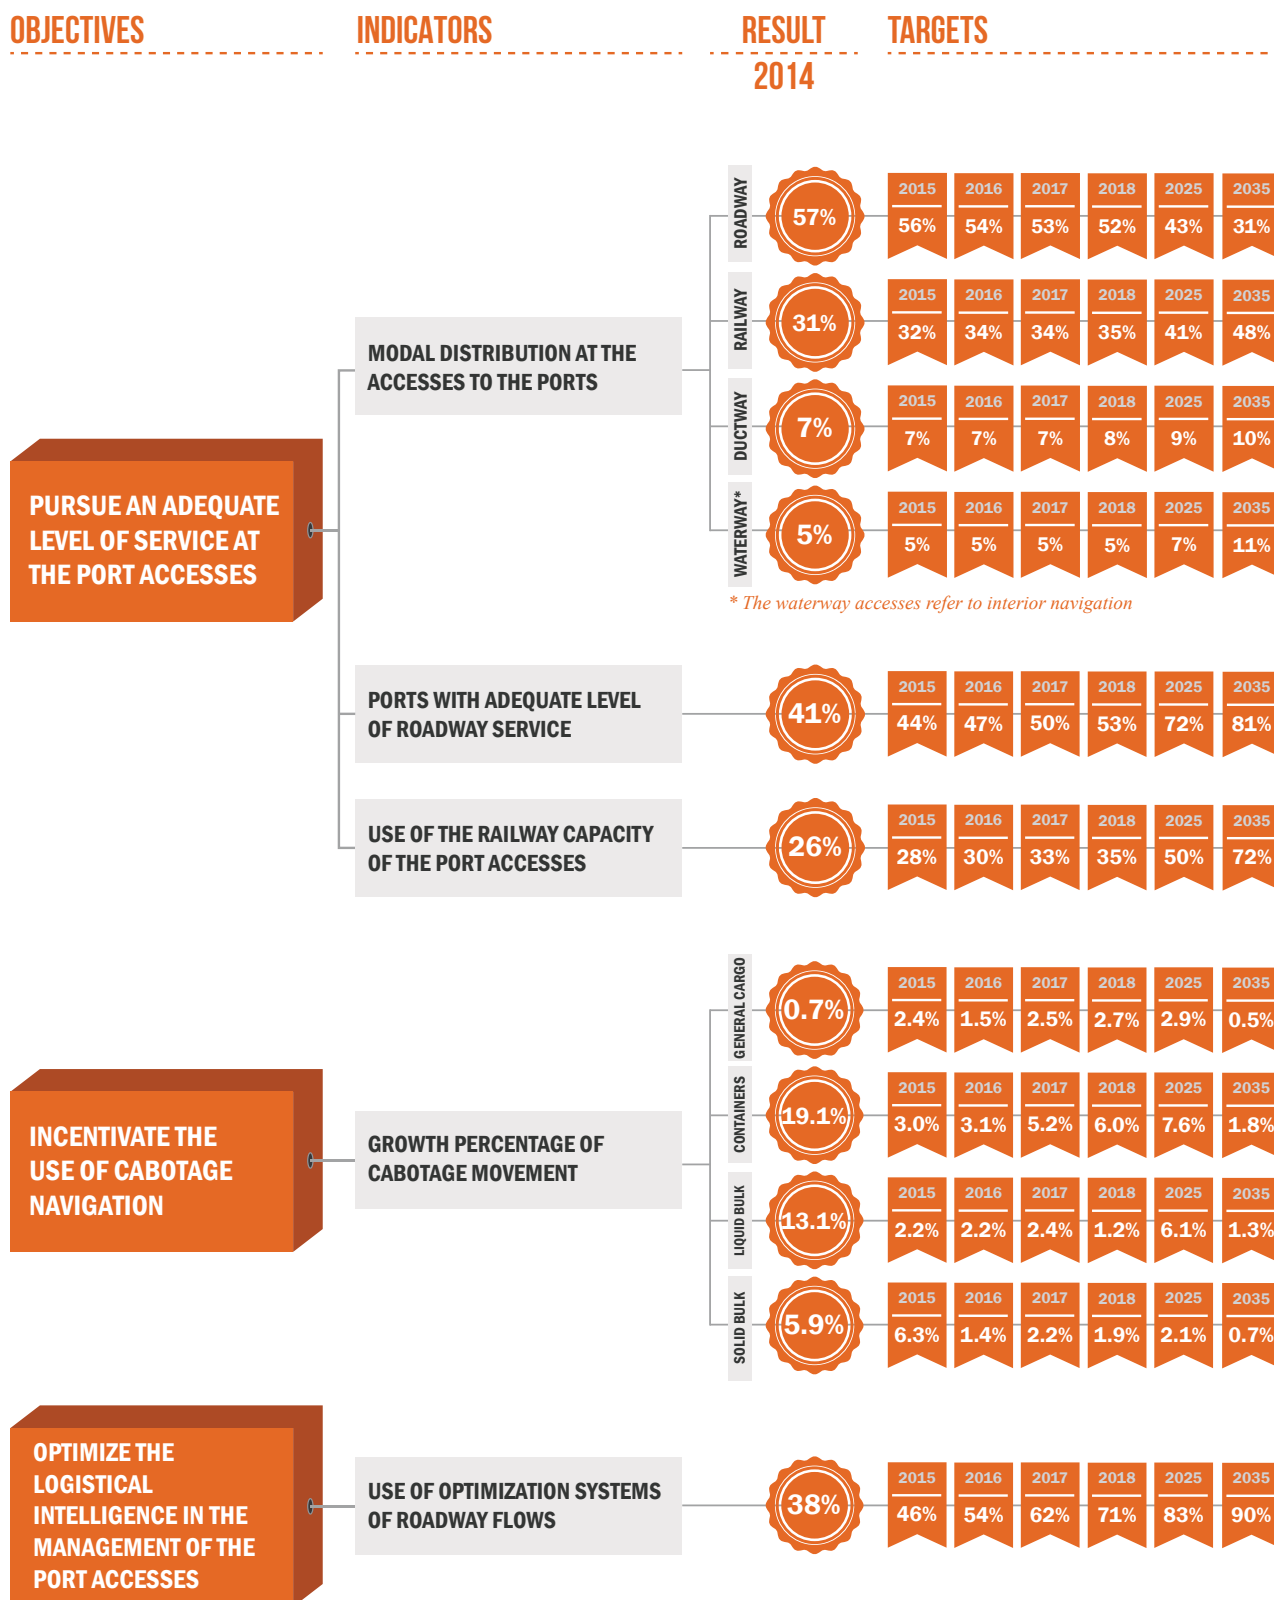 OBJECTIVES
INDICATORS
RESULT
TARGETS
2014
PURSUE AN ADEQUATE
LEVEL OF SERVICE AT
THE PORT ACCESSES
MODAL DISTRIBUTION AT THE
ACCESSES TO THE PORTS
ROADWAY
57%
2015 2016 2017 2018 2025 2035
56% 54% 53% 52% 43% 31%
RAILWAY
31%
2015 2016 2017 2018 2025 2035
32% 34% 34% 35% 41% 48%
DUCTWAY
7%
2015 2016 2017 2018 2025 2035
7% 7% 7% 8% 9% 10%
WATERWAY*
5%
2015 2016 2017 2018 2025 2035
5% 5% 5% 5% 7% 11%
* The waterway accesses refer to interior navigation
PORTS WITH ADEQUATE LEVEL
OF ROADWAY SERVICE
41%
2015 2016 2017 2018 2025 2035
44% 47% 50% 53% 72% 81%
USE OF THE RAILWAY CAPACITY
OF THE PORT ACCESSES
26%
2015 2016 2017 2018 2025 2035
28% 30% 33% 35% 50% 72%
INCENTIVATE THE
USE OF CABOTAGE
NAVIGATION
GROWTH PERCENTAGE OF
CABOTAGE MOVEMENT
GENERAL CARGO
0.7%
2015 2016 2017 2018 2025 2035
2.4% 1.5% 2.5% 2.7% 2.9% 0.5%
CONTAINERS
19.1%
2015 2016 2017 2018 2025 2035
3.0% 3.1% 5.2% 6.0% 7.6% 1.8%
LIQUID BULK
13.1%
2015 2016 2017 2018 2025 2035
2.2% 2.2% 2.4% 1.2% 6.1% 1.3%
SOLID BULK
5.9%
2015 2016 2017 2018 2025 2035
6.3% 1.4% 2.2% 1.9% 2.1% 0.7%
OPTIMIZE THE
LOGISTICAL
INTELLIGENCE IN THE
MANAGEMENT OF THE
PORT ACCESSES
USE OF OPTIMIZATION SYSTEMS
OF ROADWAY FLOWS
38%
2015 2016 2017 2018 2025 2035
46% 54% 62% 71% 83% 90%